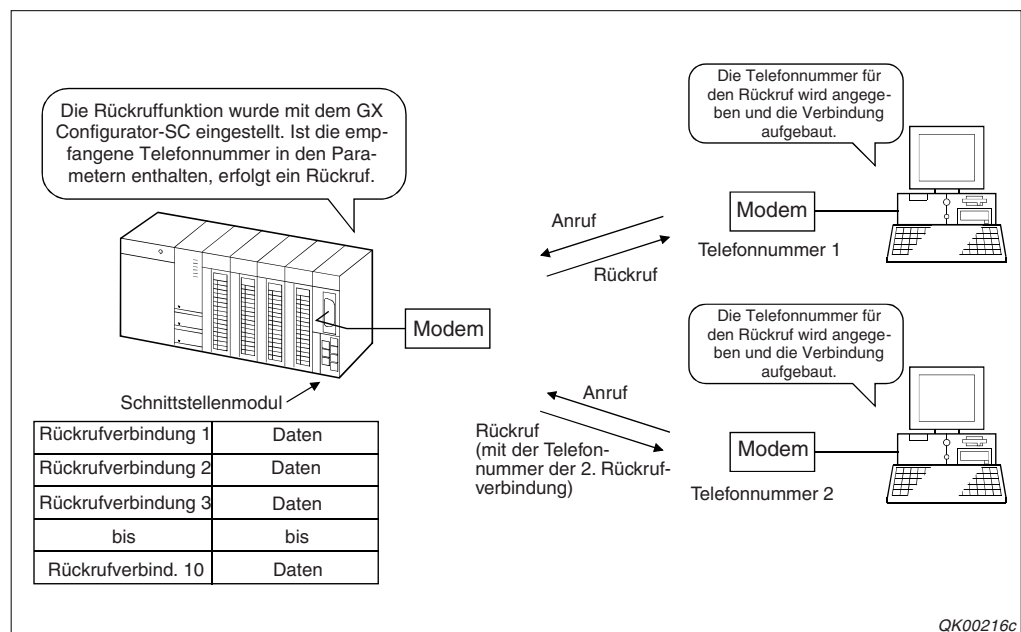 Die Rückruffunktion wurde mit dem GX
Configurator-SC eingestellt. Ist die emp-
fangene Telefonnummer in den Para-
metern enthalten, erfolgt ein Rückruf.
Modem
Schnittstellenmodul
Rückrufverbindung 1 Daten
Rückrufverbindung 2 Daten
Rückrufverbindung 3 Daten
bis bis
Rückrufverbind. 10 Daten
Anruf
Rückruf
Die Telefonnummer für
den Rückruf wird angege-
ben und die Verbindung
aufgebaut.
Modem
Telefonnummer 1
Anruf
Rückruf
(mit der Telefon-
nummer der 2. Rückruf-
verbindung)
Die Telefonnummer für
den Rückruf wird angege-
ben und die Verbindung
aufgebaut.
Modem
Telefonnummer 2
QK00216c